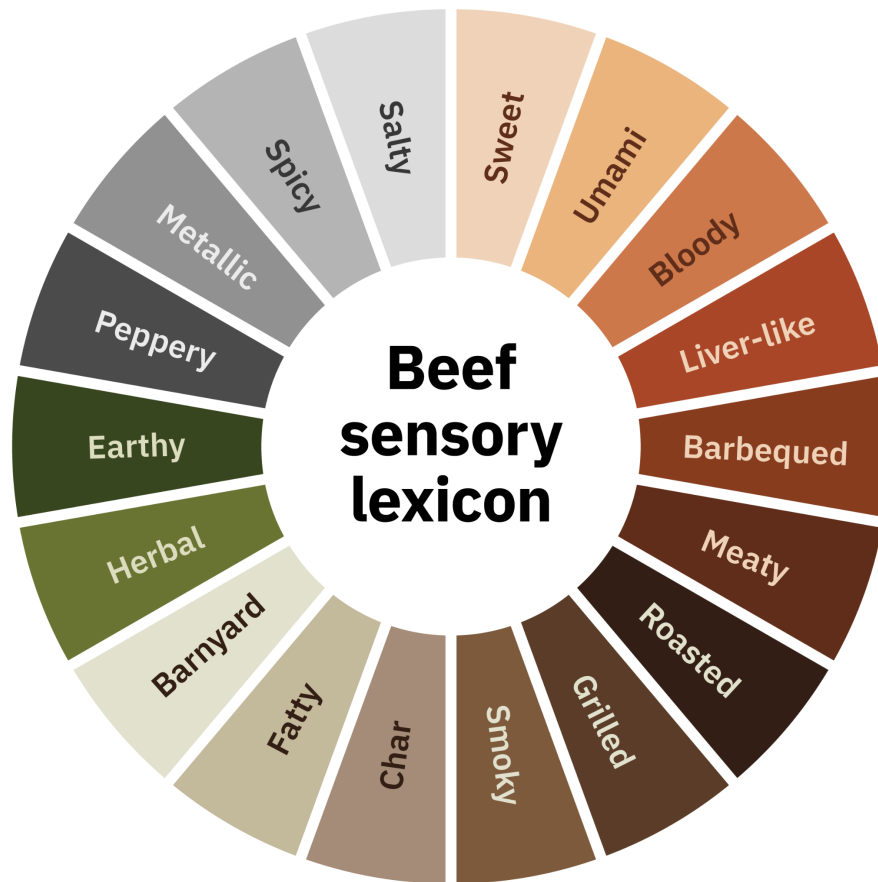 Beef
sensory
lexicon
Sweet
Umami
Bloody
Liver-like
Barbequed
Meaty
Roasted
Grilled
Smoky
Char
Fatty
Barnyard
Herbal
Earthy
Peppery
Metallic
Spicy
Salty